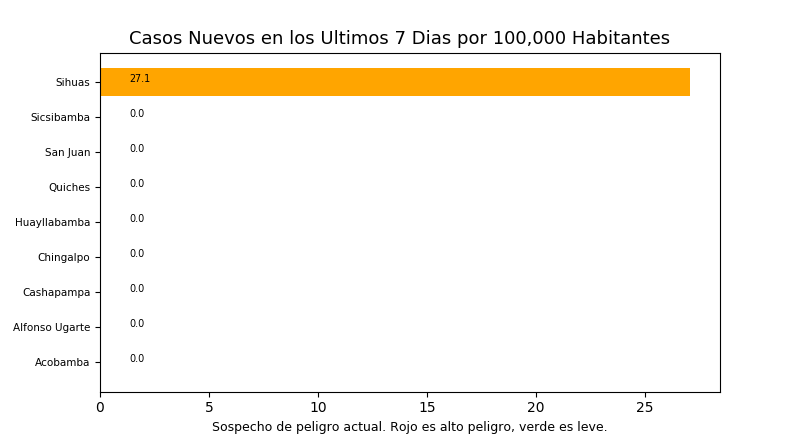 Casos Nuevos en los Ultimos 7 Dias por 100,000 Habitantes
Sihuas 27.1
Sicsibamba 0.0
San Juan 0.0
Quiches 0.0
Huayllabamba 0.0
Chingalpo 0.0
Cashapampa 0.0
Alfonso Ugarte 0.0
Acobamba 0.0
0 5 10 15 20 25
Sospecho de peligro actual. Rojo es alto peligro, verde es leve.